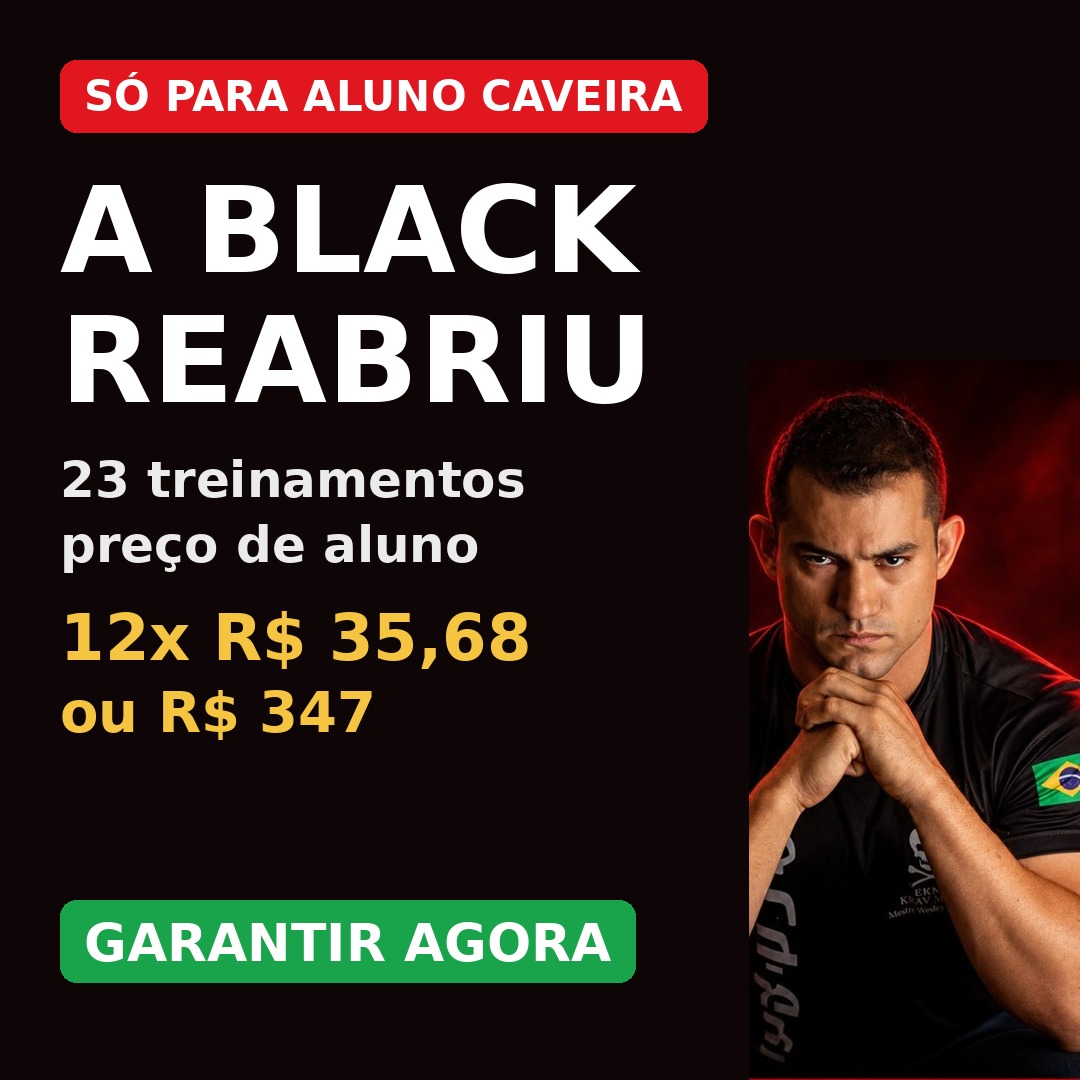 SÓ PARA ALUNO CAVEIRA
A BLACK
REABRIU
23 treinamentos
preço de aluno
12x R$ 35,68
ou R$ 347
GARANTIR AGORA